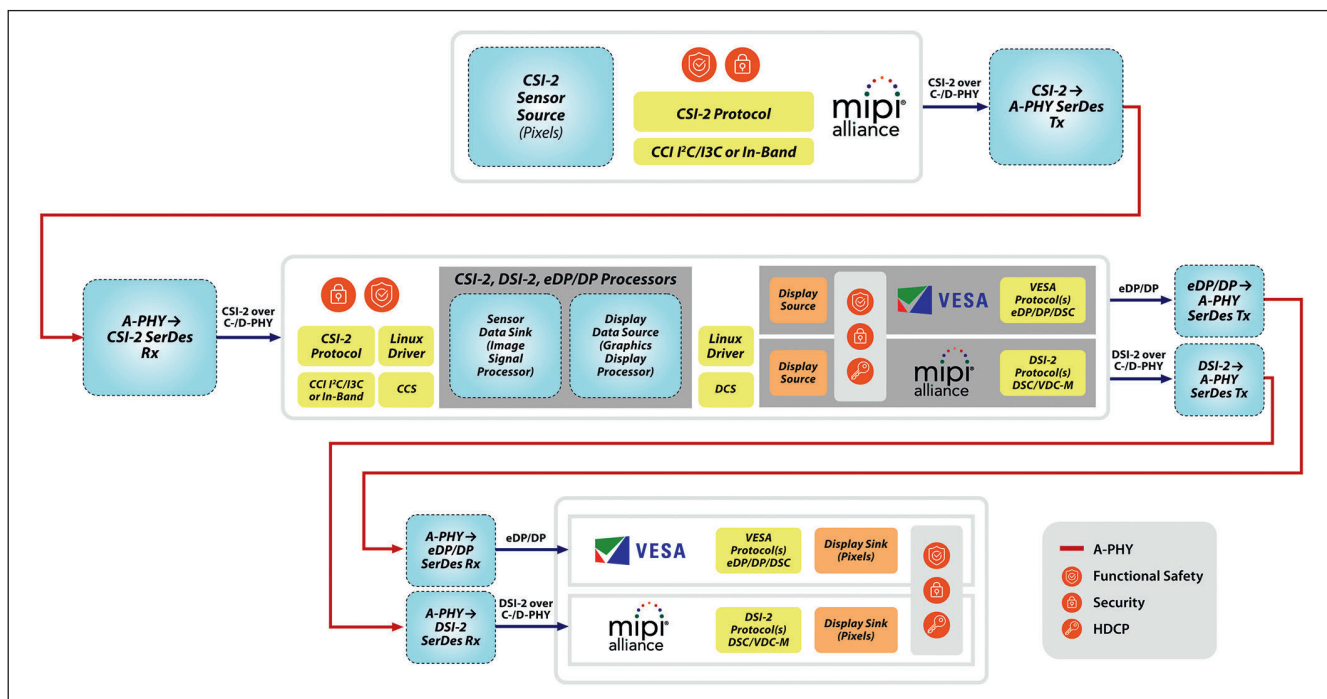 CSI-2
Sensor
Source
(Pixels)
CSI-2 Protocol
CCI I²C/I3C or In-Band
mipi®
alliance
CSI-2 over
C-/D-PHY
CSI-2 →
A-PHY SerDes
Tx
A-PHY→
CSI-2 SerDes
Rx
CSI-2 over
C-/D-PHY
CSI-2
Protocol
Linux
Driver
CCI I²C/I3C
or In-Band
CCS
CSI-2, DSI-2, eDP/DP Processors
Sensor
Data Sink
(Image
Signal
Processor)
Display
Data Source
(Graphics
Display
Processor)
Linux
Driver
DCS
Display
Source
VESA
VESA
Protocol(s)
eDP/DP/DSC
Display
Source
mipi®
alliance
DSI-2
Protocol(s)
DSC/VDC-M
eDP/DP
eDP/DP→
A-PHY
SerDes Tx
DSI-2 over
C-/D-PHY
DSI-2→
A-PHY
SerDes Tx
A-PHY→
eDP/DP
SerDes Rx
eDP/DP
VESA
VESA
Protocol(s)
eDP/DP/DSC
Display Sink
(Pixels)
A-PHY→
DSI-2
SerDes Rx
DSI-2 over
C-/D-PHY
mipi®
alliance
DSI-2
Protocol(s)
DSC/VDC-M
Display Sink
(Pixels)
A-PHY
Functional Safety
Security
HDCP